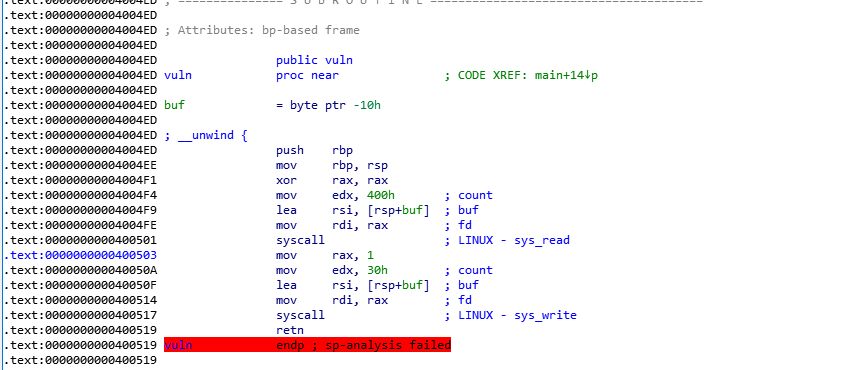 .text:00000000004004ED ; =============== S U B R O U T I N E =======================================
.text:00000000004004ED
.text:00000000004004ED ; Attributes: bp-based frame
.text:00000000004004ED
.text:00000000004004ED public vuln
.text:00000000004004ED vuln proc near ; CODE XREF: main+14↓p
.text:00000000004004ED
.text:00000000004004ED buf = byte ptr -10h
.text:00000000004004ED
.text:00000000004004ED ; __unwind {
.text:00000000004004ED push rbp
.text:00000000004004EE mov rbp, rsp
.text:00000000004004F1 xor rax, rax
.text:00000000004004F4 mov edx, 400h ; count
.text:00000000004004F9 lea rsi, [rsp+buf] ; buf
.text:00000000004004FE mov rdi, rax ; fd
.text:0000000000400501 syscall ; LINUX - sys_read
.text:0000000000400503 mov rax, 1
.text:000000000040050A mov edx, 30h ; count
.text:000000000040050F lea rsi, [rsp+buf] ; buf
.text:0000000000400514 mov rdi, rax ; fd
.text:0000000000400517 syscall ; LINUX - sys_write
.text:0000000000400519 retn
.text:0000000000400519 vuln endp ; sp-analysis failed
.text:0000000000400519